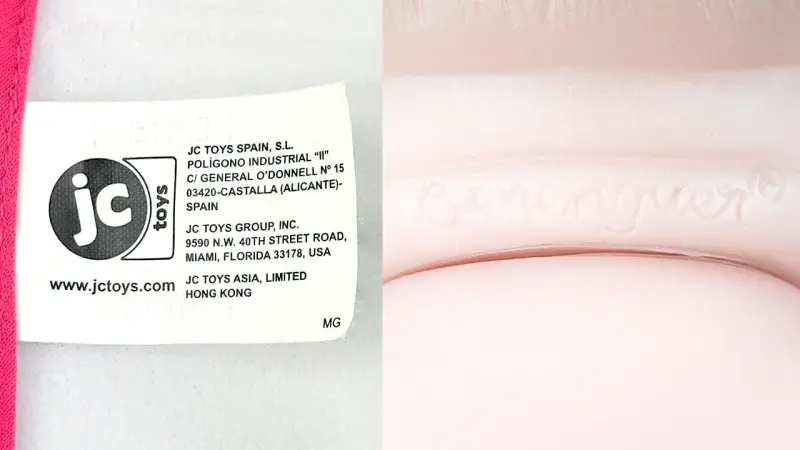 jc
toys
www.jctoys.com
JC TOYS SPAIN, S.L.
POLÍGONO INDUSTRIAL “II”
C/ GENERAL O’DONNELL Nº 15
03420-CASTALLA (ALICANTE)-
SPAIN
JC TOYS GROUP, INC.
9590 N.W. 40TH STREET ROAD,
MIAMI, FLORIDA 33178, USA
JC TOYS ASIA, LIMITED
HONG KONG
MG
Berenguer®